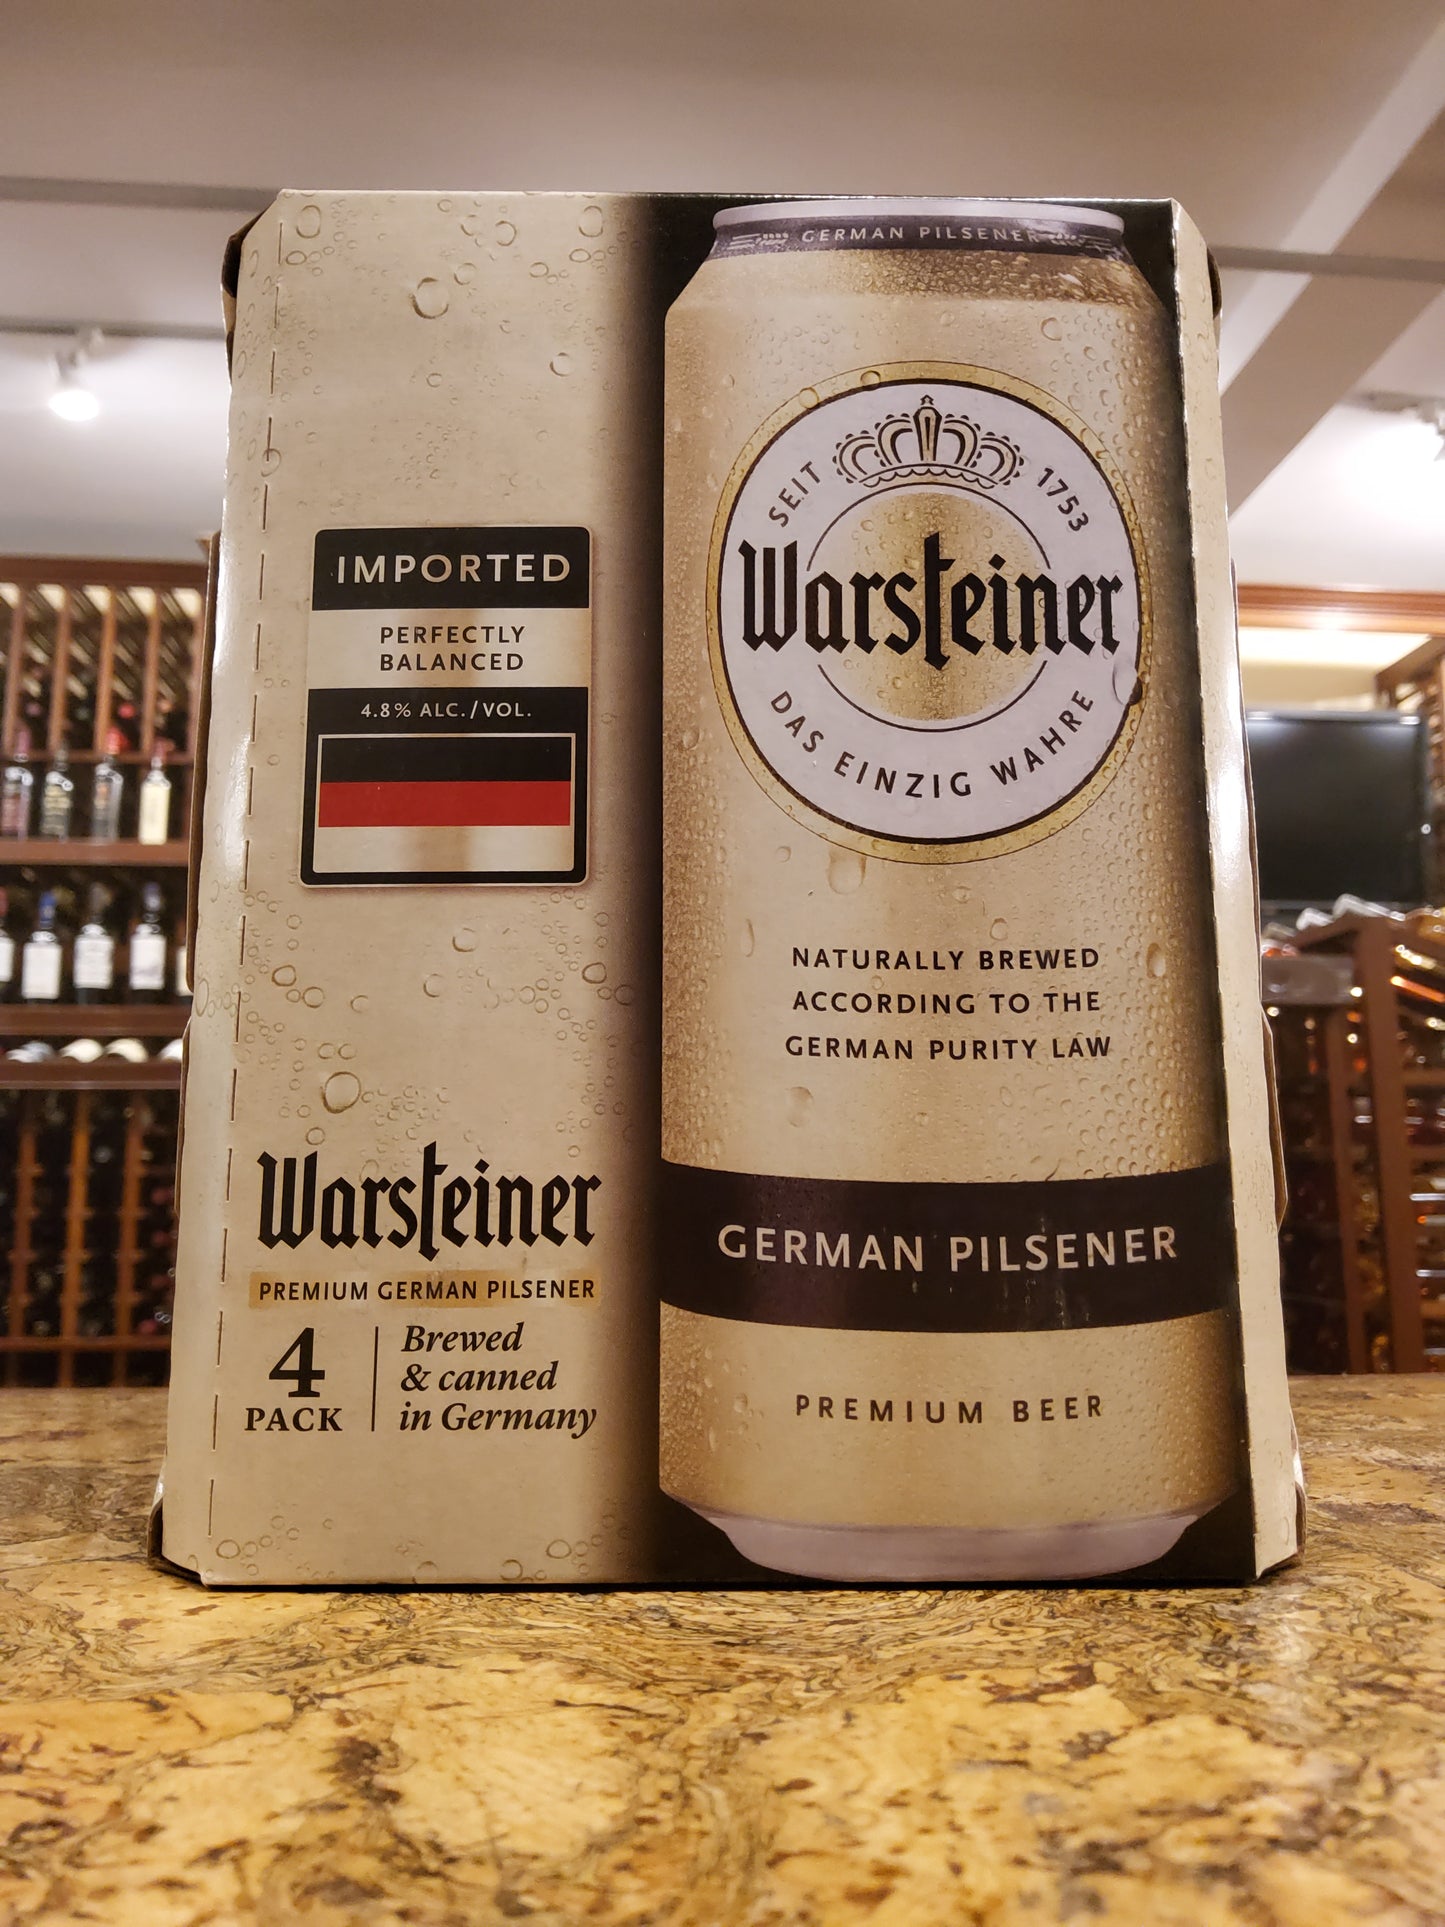 IMPORTED
PERFECTLY
BALANCED
4.8% ALC./VOL.
Warsteiner
PREMIUM GERMAN PILSENER
4
PACK
Brewed
& canned
in Germany
GERMAN PILSENER
SEIT 1753
Warsteiner
DAS EINZIG WAHRE
NATURALLY BREWED
ACCORDING TO THE
GERMAN PURITY LAW
GERMAN PILSENER
PREMIUM BEER